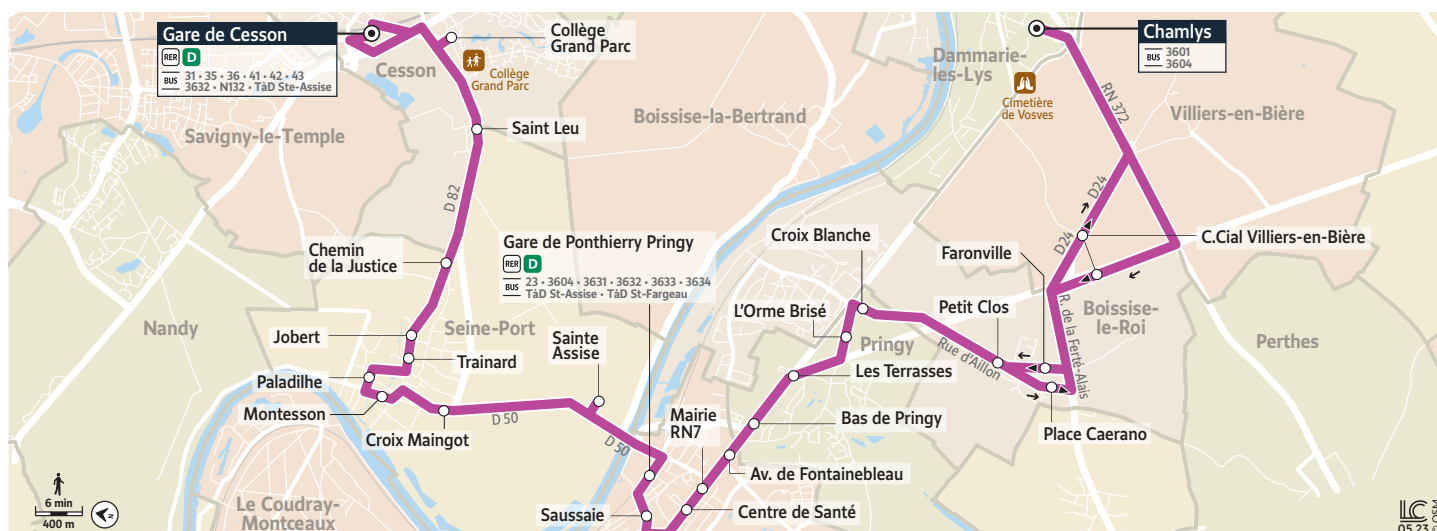 Gare de Cesson
RER D
BUS 31 • 35 • 36 • 41 • 42 • 43
3632 • N132 • TàD Ste-Assise
Collège
Grand Parc
Collège
Grand Parc
Cesson
Savigny-le-Temple
Saint Leu
Boissise-la-Bertrand
Dammarie-
les-Lys
Cimetière
de Vosves
Chamlys
BUS 3601
3604
RN 372
Villiers-en-Bière
D 82
D24
D24
Chemin
de la Justice
Gare de Ponthierry Pringy
RER D
BUS 23 • 3604 • 3631 • 3632 • 3633 • 3634
TàD St-Assise • TàD St-Fargeau
Croix Blanche
Faronville
C.Cial Villiers-en-Bière
Nandy
Jobert
Seine-Port
Sainte
Assise
L'Orme Brisé
Petit Clos
Boissise-
le-Roi
R. de la Ferté-Alais
Perthes
Trainard
Pringy
Rue d'Aillon
Paladilhe
Les Terrasses
Montesson
Croix Maingot
D 50
D 50
Mairie
RN7
Bas de Pringy
Place Caerano
Av. de Fontainebleau
Le Coudray-
Montceaux
Saussaie
Centre de Santé
6 min
400 m
N
LC
05.23
OSM